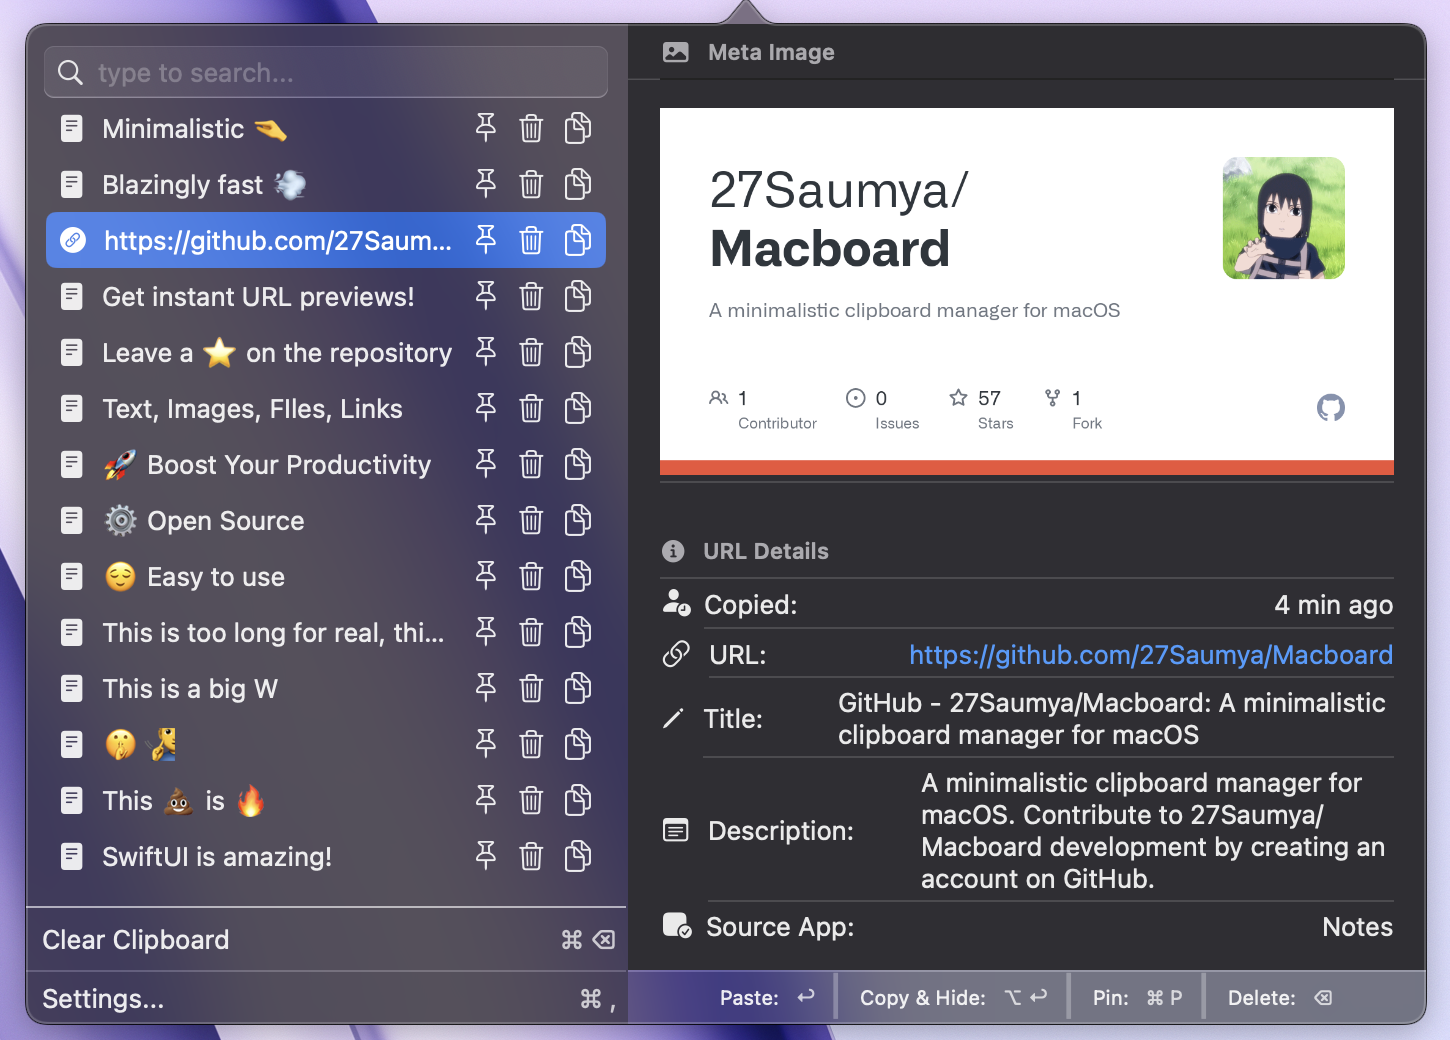 type to search...
Minimalistic 🤏
Blazingly fast 💨
https://github.com/27Saum...
Get instant URL previews!
Leave a ⭐ on the repository
Text, Images, FIles, Links
🚀 Boost Your Productivity
⚙️ Open Source
😌 Easy to use
This is too long for real, thi...
This is a big W
🤫 🧏‍♂️
This 💩 is 🔥
SwiftUI is amazing!
Clear Clipboard ⌘ ⌫
Settings... ⌘ ,
Meta Image
27Saumya/
Macboard
A minimalistic clipboard manager for macOS
1 0 57 1
Contributor Issues Stars Fork
URL Details
Copied: 4 min ago
URL: https://github.com/27Saumya/Macboard
Title: GitHub - 27Saumya/Macboard: A minimalistic
clipboard manager for macOS
Description: A minimalistic clipboard manager for
macOS. Contribute to 27Saumya/
Macboard development by creating an
account on GitHub.
Source App: Notes
Paste: ↩ Copy & Hide: ⌥ ↩ Pin: ⌘ P Delete: ⌫